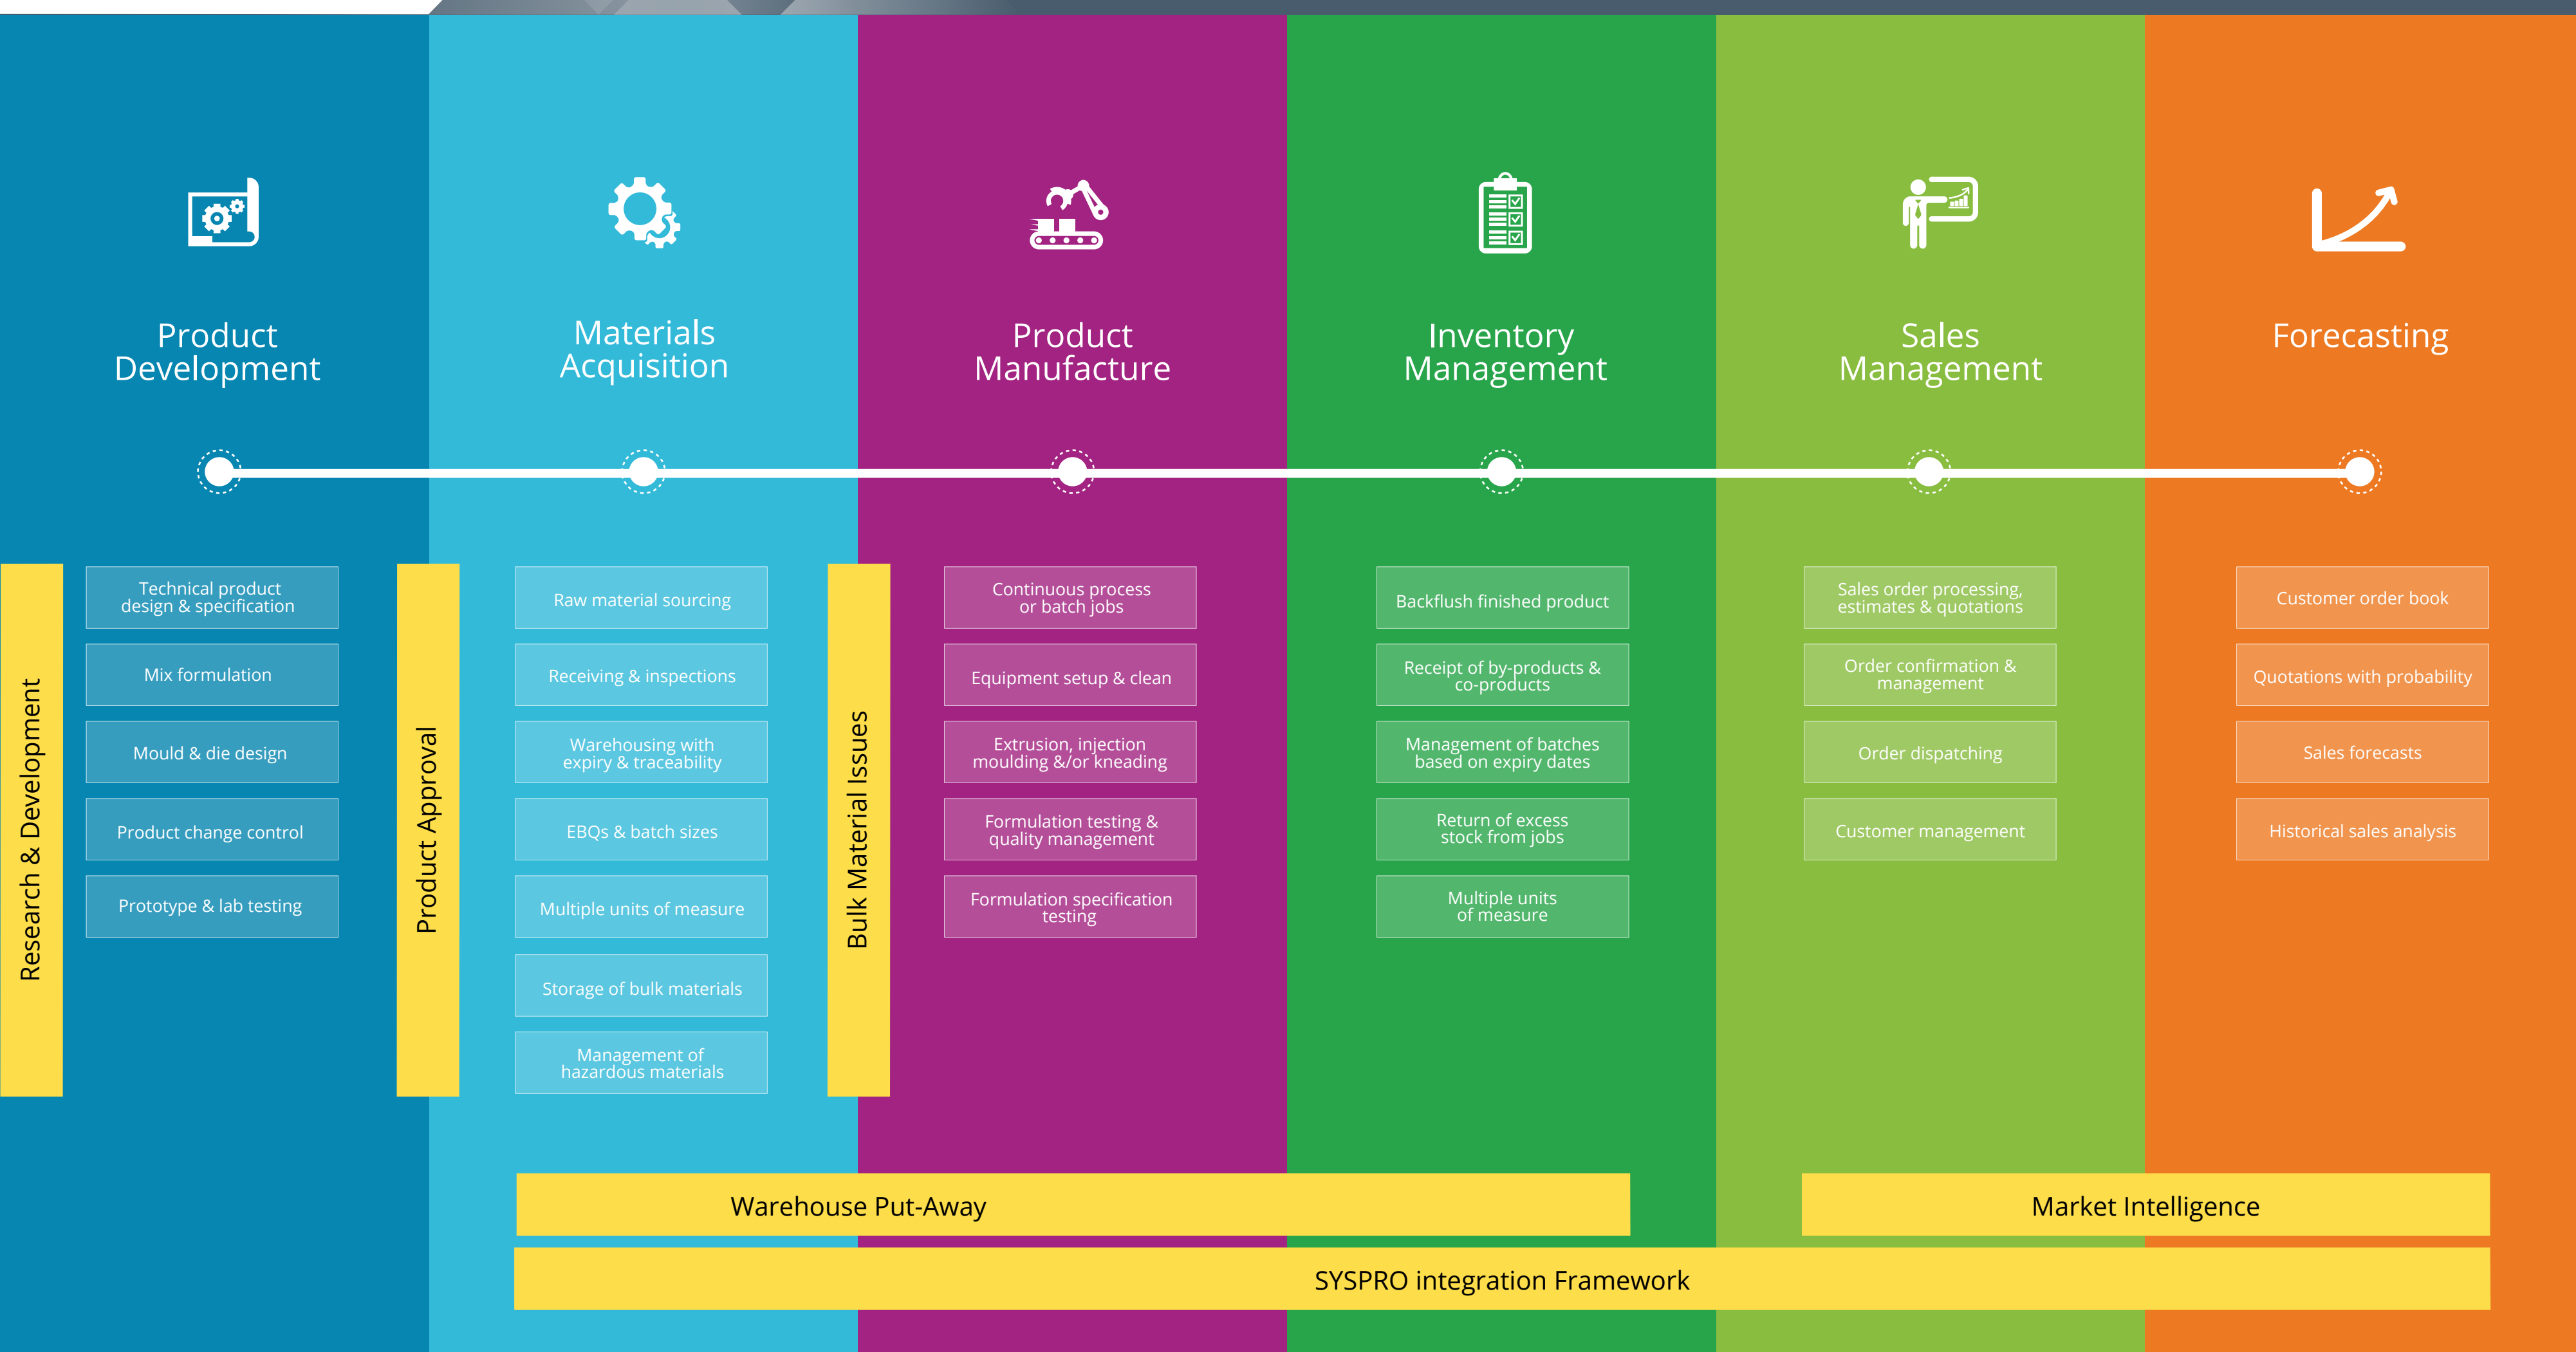 Product
Development
Materials
Acquisition
Product
Manufacture
Inventory
Management
Sales
Management
Forecasting
Research & Development
Technical product
design & specification
Mix formulation
Mould & die design
Product change control
Prototype & lab testing
Product Approval
Raw material sourcing
Receiving & inspections
Warehousing with
expiry & traceability
EBQs & batch sizes
Multiple units of measure
Storage of bulk materials
Management of
hazardous materials
Bulk Material Issues
Continuous process
or batch jobs
Equipment setup & clean
Extrusion, injection
moulding &/or kneading
Formulation testing &
quality management
Formulation specification
testing
Backflush finished product
Receipt of by-products &
co-products
Management of batches
based on expiry dates
Return of excess
stock from jobs
Multiple units
of measure
Sales order processing,
estimates & quotations
Order confirmation &
management
Order dispatching
Customer management
Customer order book
Quotations with probability
Sales forecasts
Historical sales analysis
Warehouse Put-Away
Market Intelligence
SYSPRO integration Framework